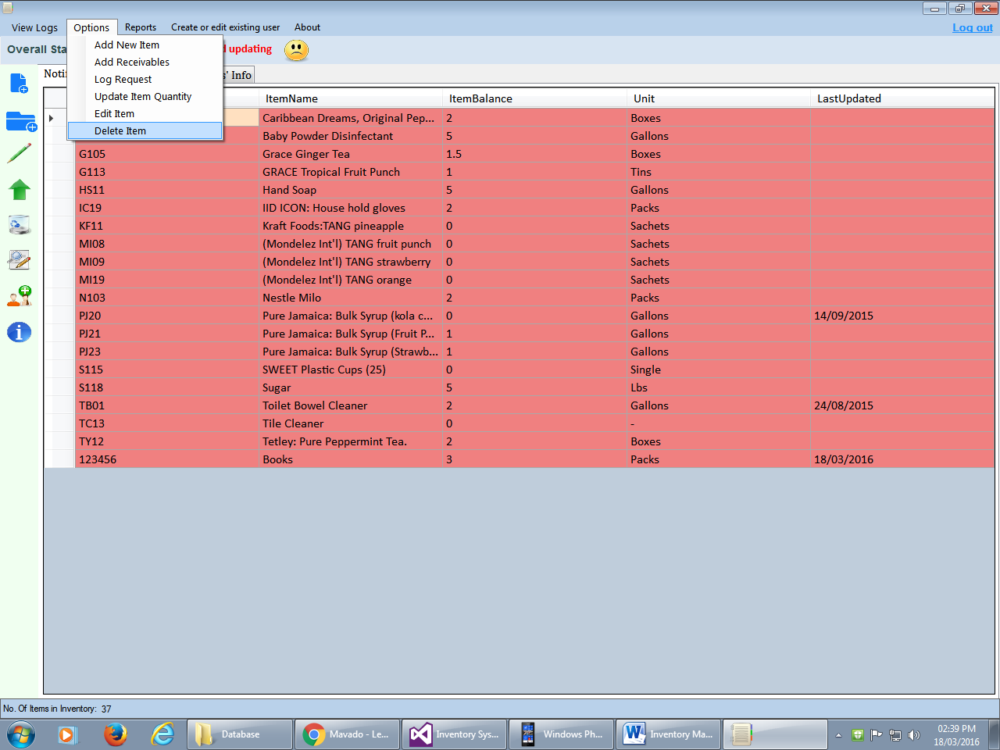 View Logs Options Reports Create or edit existing user About Log out
Overall Sta d updating
Add New Item
Add Receivables
Log Request
Update Item Quantity
Edit Item
Delete Item
Notif s' Info
ItemName ItemBalance Unit LastUpdated
Caribbean Dreams, Original Pep... 2 Boxes
Baby Powder Disinfectant 5 Gallons
G105 Grace Ginger Tea 1.5 Boxes
G113 GRACE Tropical Fruit Punch 1 Tins
HS11 Hand Soap 5 Gallons
IC19 IID ICON: House hold gloves 2 Packs
KF11 Kraft Foods:TANG pineapple 0 Sachets
MI08 (Mondelez Int'l) TANG fruit punch 0 Sachets
MI09 (Mondelez Int'l) TANG strawberry 0 Sachets
MI19 (Mondelez Int'l) TANG orange 0 Sachets
N103 Nestle Milo 2 Packs
PJ20 Pure Jamaica: Bulk Syrup (kola c... 0 Gallons 14/09/2015
PJ21 Pure Jamaica: Bulk Syrup (Fruit P... 1 Gallons
PJ23 Pure Jamaica: Bulk Syrup (Strawb... 1 Gallons
S115 SWEET Plastic Cups (25) 0 Single
S118 Sugar 5 Lbs
TB01 Toilet Bowel Cleaner 2 Gallons 24/08/2015
TC13 Tile Cleaner 0 -
TY12 Tetley: Pure Peppermint Tea. 2 Boxes
123456 Books 3 Packs 18/03/2016
No. Of Items in Inventory: 37
Database Mavado - Le... Inventory Sys... Windows Ph... Inventory Ma... 02:39 PM
18/03/2016